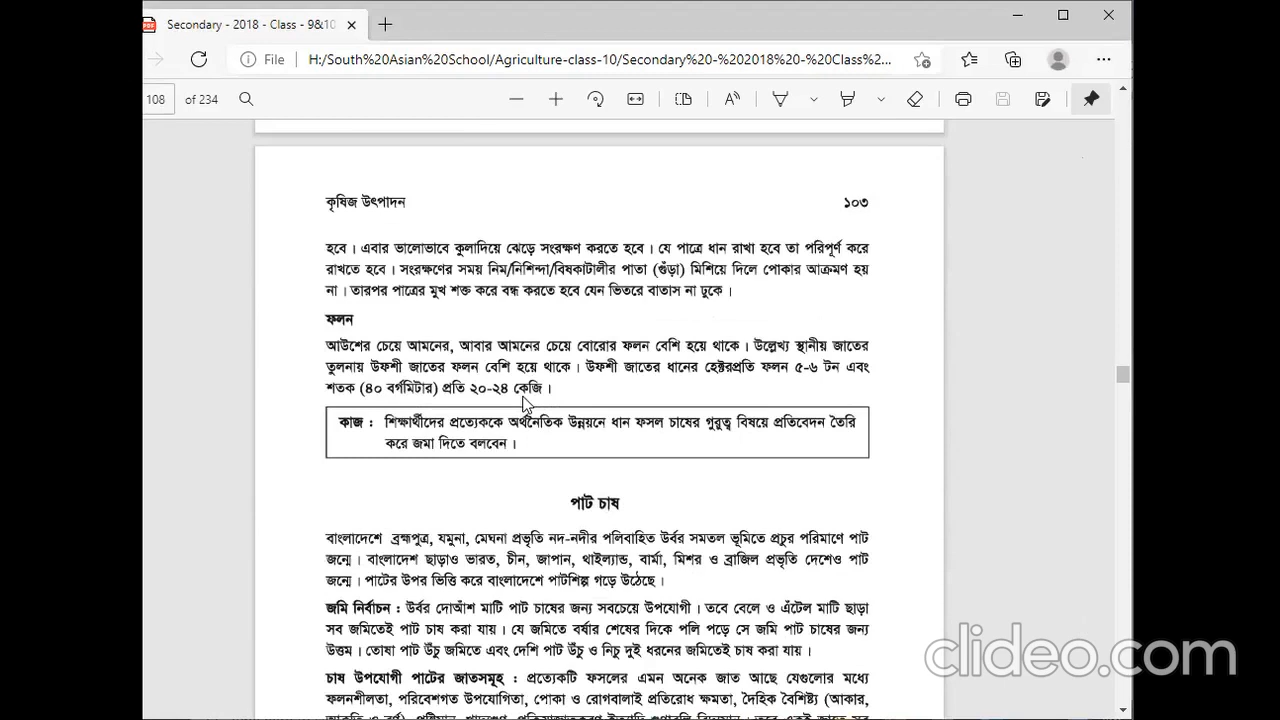 Secondary - 2018 - Class - 9&10
File H:/South%20Asian%20School/Agriculture-class-10/Secondary%20-%202018%20-%20Class%2...
108 of 234
কৃষিজ উৎপাদন ১০৩
হবে। এবার ভালোভাবে কুলাদিয়ে ঝেড়ে সংরক্ষণ করতে হবে। যে পাত্রে ধান রাখা হবে তা পরিপূর্ণ করে
রাখতে হবে। সংরক্ষণের সময় নিম/নিশিন্দা/বিষকাটালীর পাতা (গুঁড়া) মিশিয়ে দিলে পোকার আক্রমণ হয়
না। তারপর পাত্রের মুখ শক্ত করে বন্ধ করতে হবে যেন ভিতরে বাতাস না ঢুকে।
ফলন
আউশের চেয়ে আমনের, আবার আমনের চেয়ে বোরোর ফলন বেশি হয়ে থাকে। উল্লেখ্য স্থানীয় জাতের
তুলনায় উফশী জাতের ফলন বেশি হয়ে থাকে। উফশী জাতের ধানের হেক্টরপ্রতি ফলন ৫-৬ টন এবং
শতক (৪০ বর্গমিটার) প্রতি ২০-২৪ কেজি।
কাজ : শিক্ষার্থীদের প্রত্যেককে অর্থনৈতিক উন্নয়নে ধান ফসল চাষের গুরুত্ব বিষয়ে প্রতিবেদন তৈরি
করে জমা দিতে বলবেন।
পাট চাষ
বাংলাদেশে ব্রহ্মপুত্র, যমুনা, মেঘনা প্রভৃতি নদ-নদীর পলিবাহিত উর্বর সমতল ভূমিতে প্রচুর পরিমাণে পাট
জন্মে। বাংলাদেশ ছাড়াও ভারত, চীন, জাপান, থাইল্যান্ড, বার্মা, মিশর ও ব্রাজিল প্রভৃতি দেশেও পাট
জন্মে। পাটের উপর ভিত্তি করে বাংলাদেশে পাটশিল্প গড়ে উঠেছে।
জমি নির্বাচন : উর্বর দোআঁশ মাটি পাট চাষের জন্য সবচেয়ে উপযোগী। তবে বেলে ও এঁটেল মাটি ছাড়া
সব জমিতেই পাট চাষ করা যায়। যে জমিতে বর্ষার শেষের দিকে পলি পড়ে সে জমি পাট চাষের জন্য
উত্তম। তোষা পাট উঁচু জমিতে এবং দেশি পাট উঁচু ও নিচু দুই ধরনের জমিতেই চাষ করা যায়।
চাষ উপযোগী পাটের জাতসমূহ : প্রত্যেকটি ফসলের এমন অনেক জাত আছে যেগুলোর মধ্যে
ফলনশীলতা, পরিবেশগত উপযোগিতা, পোকা ও রোগবালাই প্রতিরোধ ক্ষমতা, দৈহিক বৈশিষ্ট্য (আকার,
clideo.com